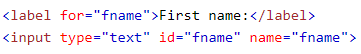 <label for="fname">First name:</label>
<input type="text" id="fname" name="fname">